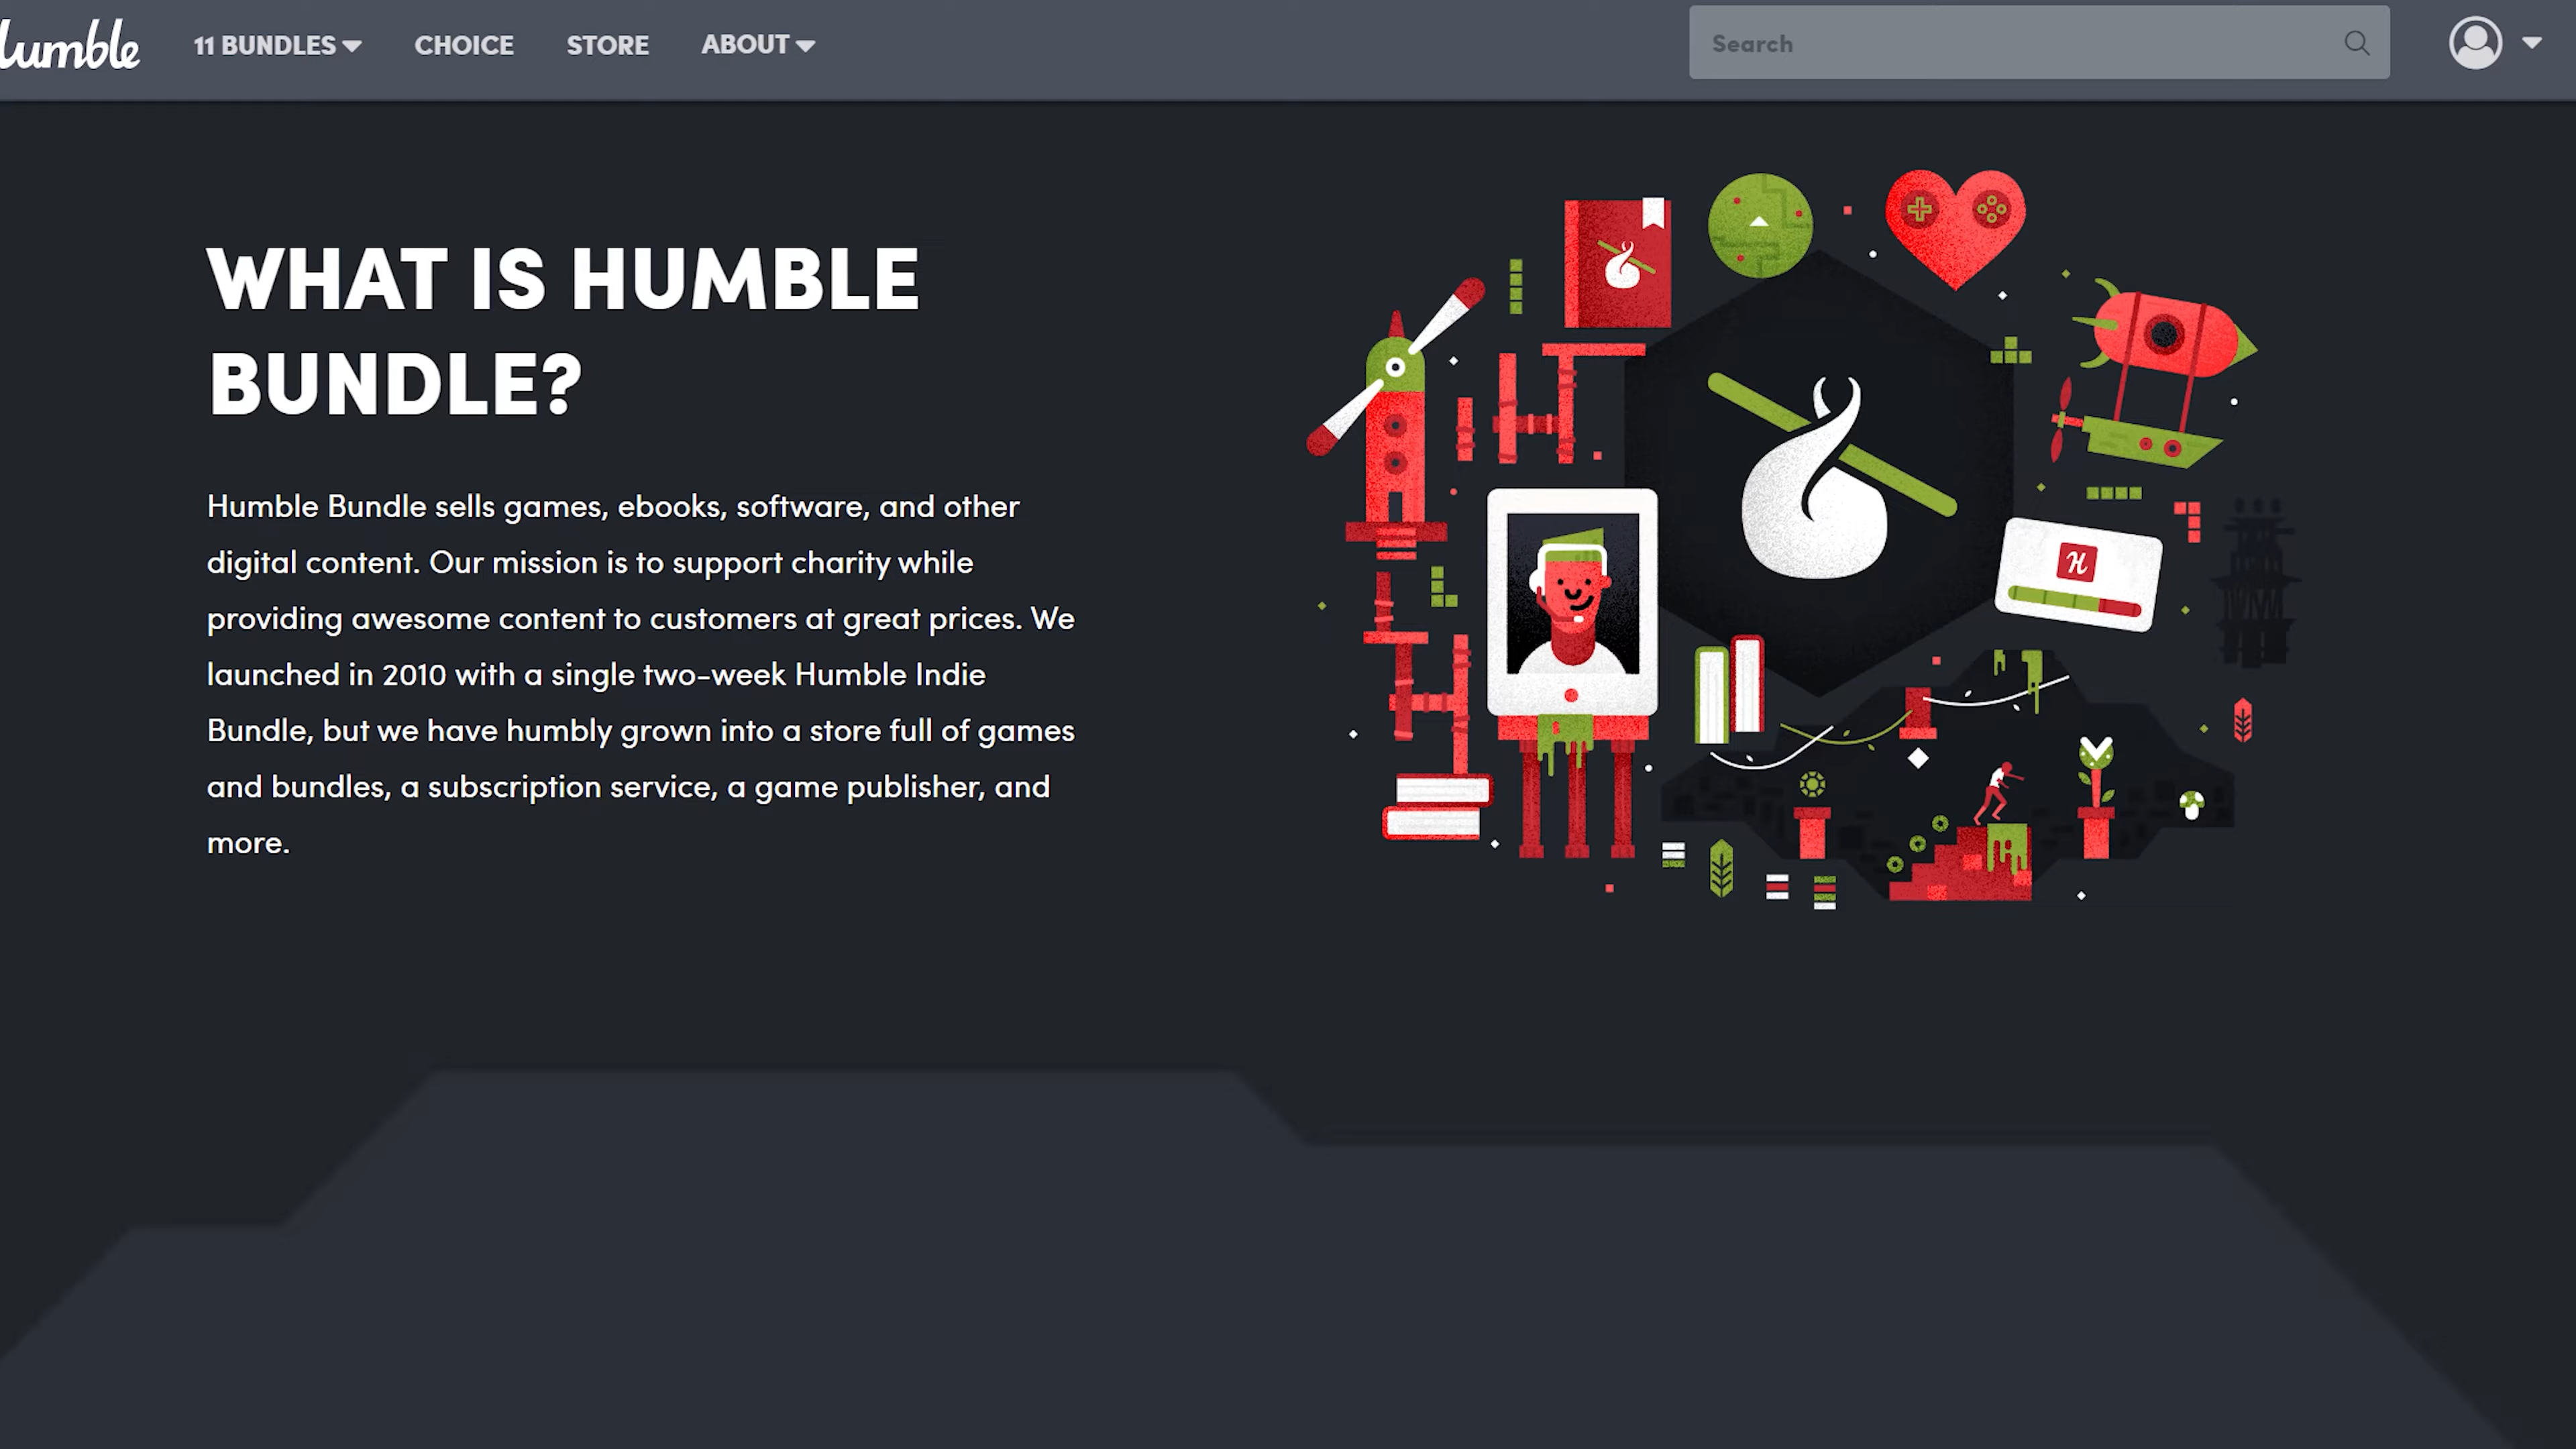 Humble
11 BUNDLES
CHOICE
STORE
ABOUT
Search
WHAT IS HUMBLE
BUNDLE?
Humble Bundle sells games, ebooks, software, and other
digital content. Our mission is to support charity while
providing awesome content to customers at great prices. We
launched in 2010 with a single two-week Humble Indie
Bundle, but we have humbly grown into a store full of games
and bundles, a subscription service, a game publisher, and
more.
H